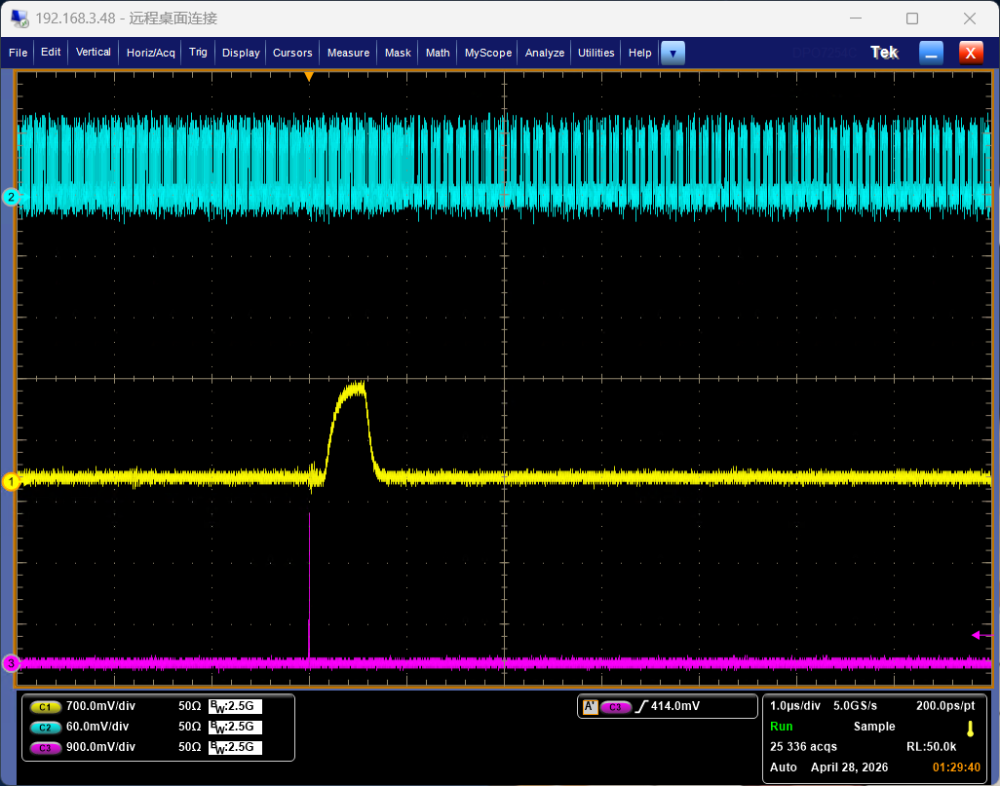 192.168.3.48 - 远程桌面连接
File Edit Vertical Horiz/Acq Trig Display Cursors Measure Mask Math MyScope Analyze Utilities Help Tek
2
1
3
C1 700.0mV/div 50Ω BW:2.5G
C2 60.0mV/div 50Ω BW:2.5G
C3 900.0mV/div 50Ω BW:2.5G
A' C3 414.0mV
1.0μs/div 5.0GS/s 200.0ps/pt
Run Sample
25 336 acqs RL:50.0k
Auto April 28, 2026 01:29:40